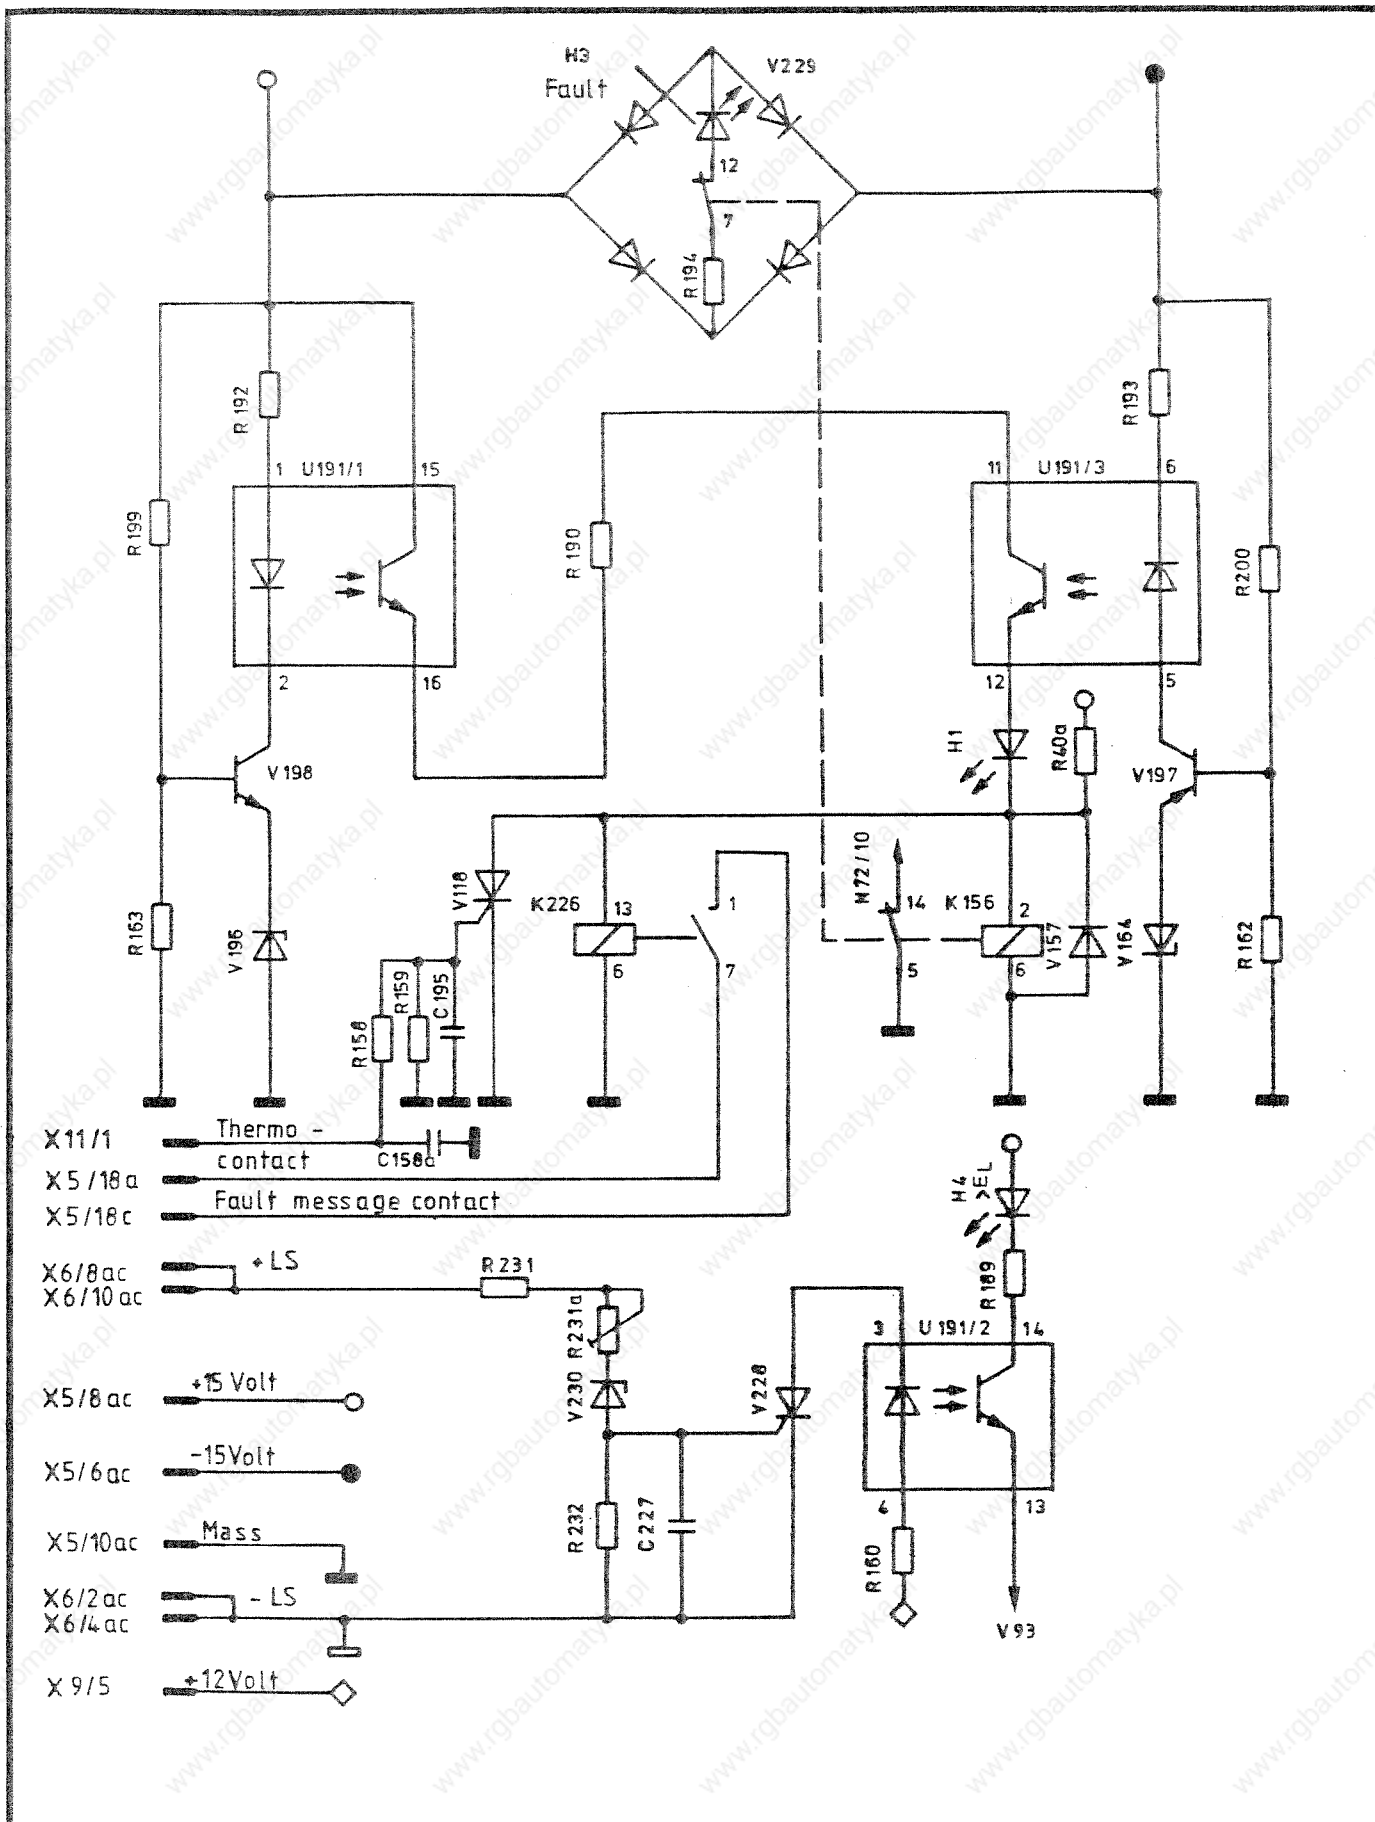 H3
Fault
V229
12
7
R194
R192
R193
1 U191/1 15
11 U191/3 6
R199
R190
R200
2 16
12 5
H1
R40a
V198
V197
V118
K226
13
6
1
7
M72/10
14
5
K156
2
6
V157
V164
R162
R163
V196
R158
R159
C195
X11/1 Thermo -
contact
C158a
X5/18a
X5/18c Fault message contact
H4
>EL
X6/8ac + LS
X6/10ac
R231
R189
R231a
3 U191/2 14
V230
V228
X5/8ac +15 Volt
X5/6ac -15Volt
4 13
R232
C227
R160
X5/10ac Mass
X6/2ac - LS
X6/4ac
V93
X9/5 +12Volt
www.rgbautomatyka.pl